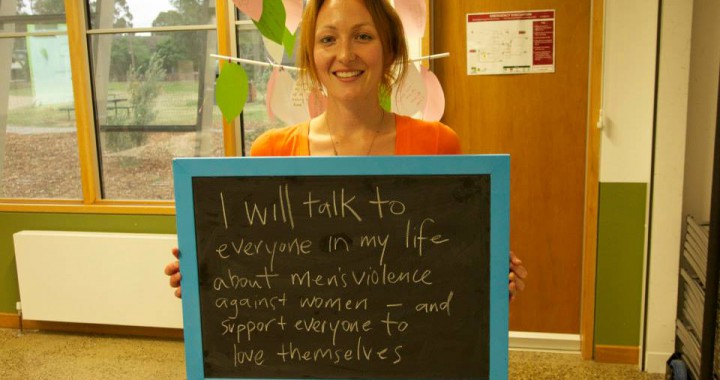 I will talk to
everyone in my life
about men's violence
against women – and
support everyone to
love themselves